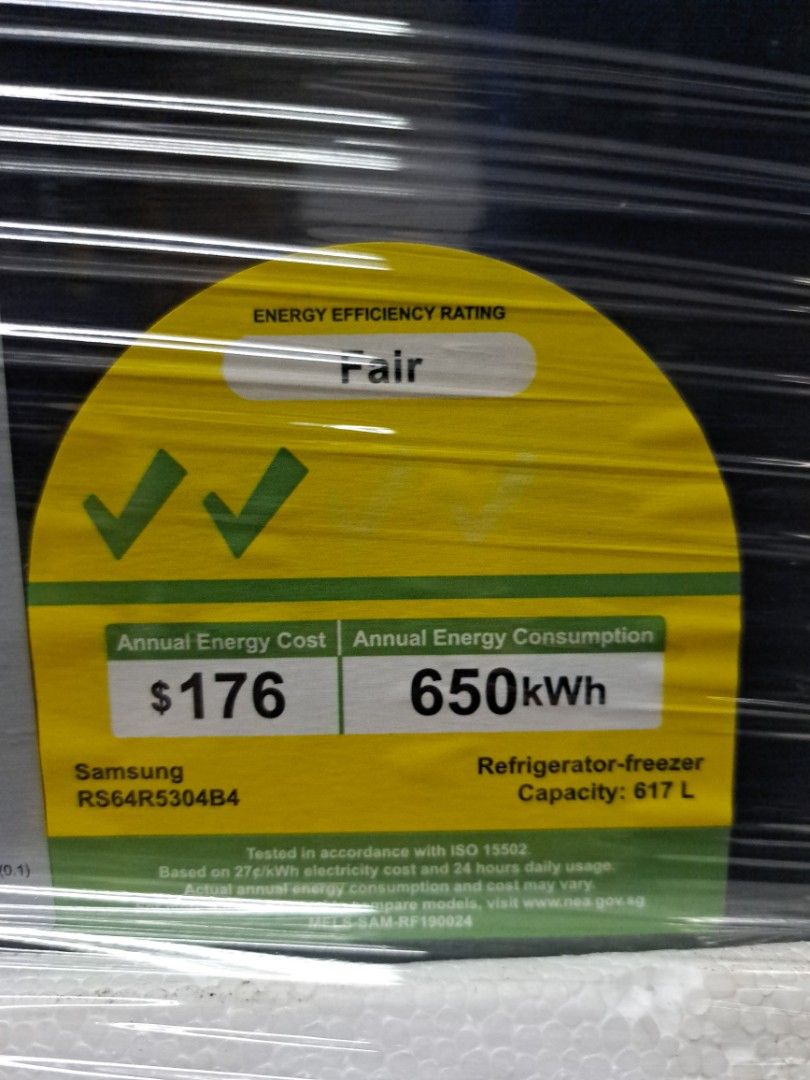 ENERGY EFFICIENCY RATING
Fair
Annual Energy Cost
$176
Annual Energy Consumption
650kWh
Samsung
RS64R5304B4
Refrigerator-freezer
Capacity: 617 L
(0.1)
Tested in accordance with ISO 15502
Based on 27¢/kWh electricity cost and 24 hours daily usage.
Actual annual energy consumption and cost may vary.
compare models, visit www.nea.gov.sg
MELS-SAM-RF190024